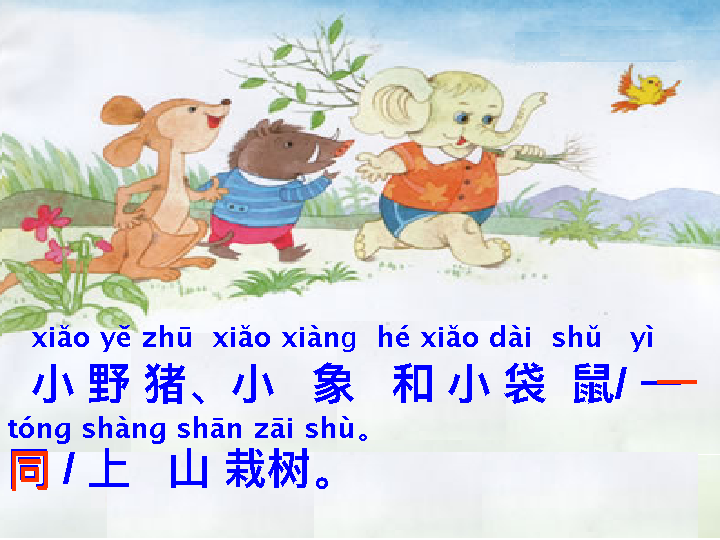 xiǎo yě zhū xiǎo xiàng hé xiǎo dài shǔ yì
小 野 猪、小 象 和 小 袋 鼠/ 一
tóng shàng shān zāi shù。
同 / 上 山 栽树。